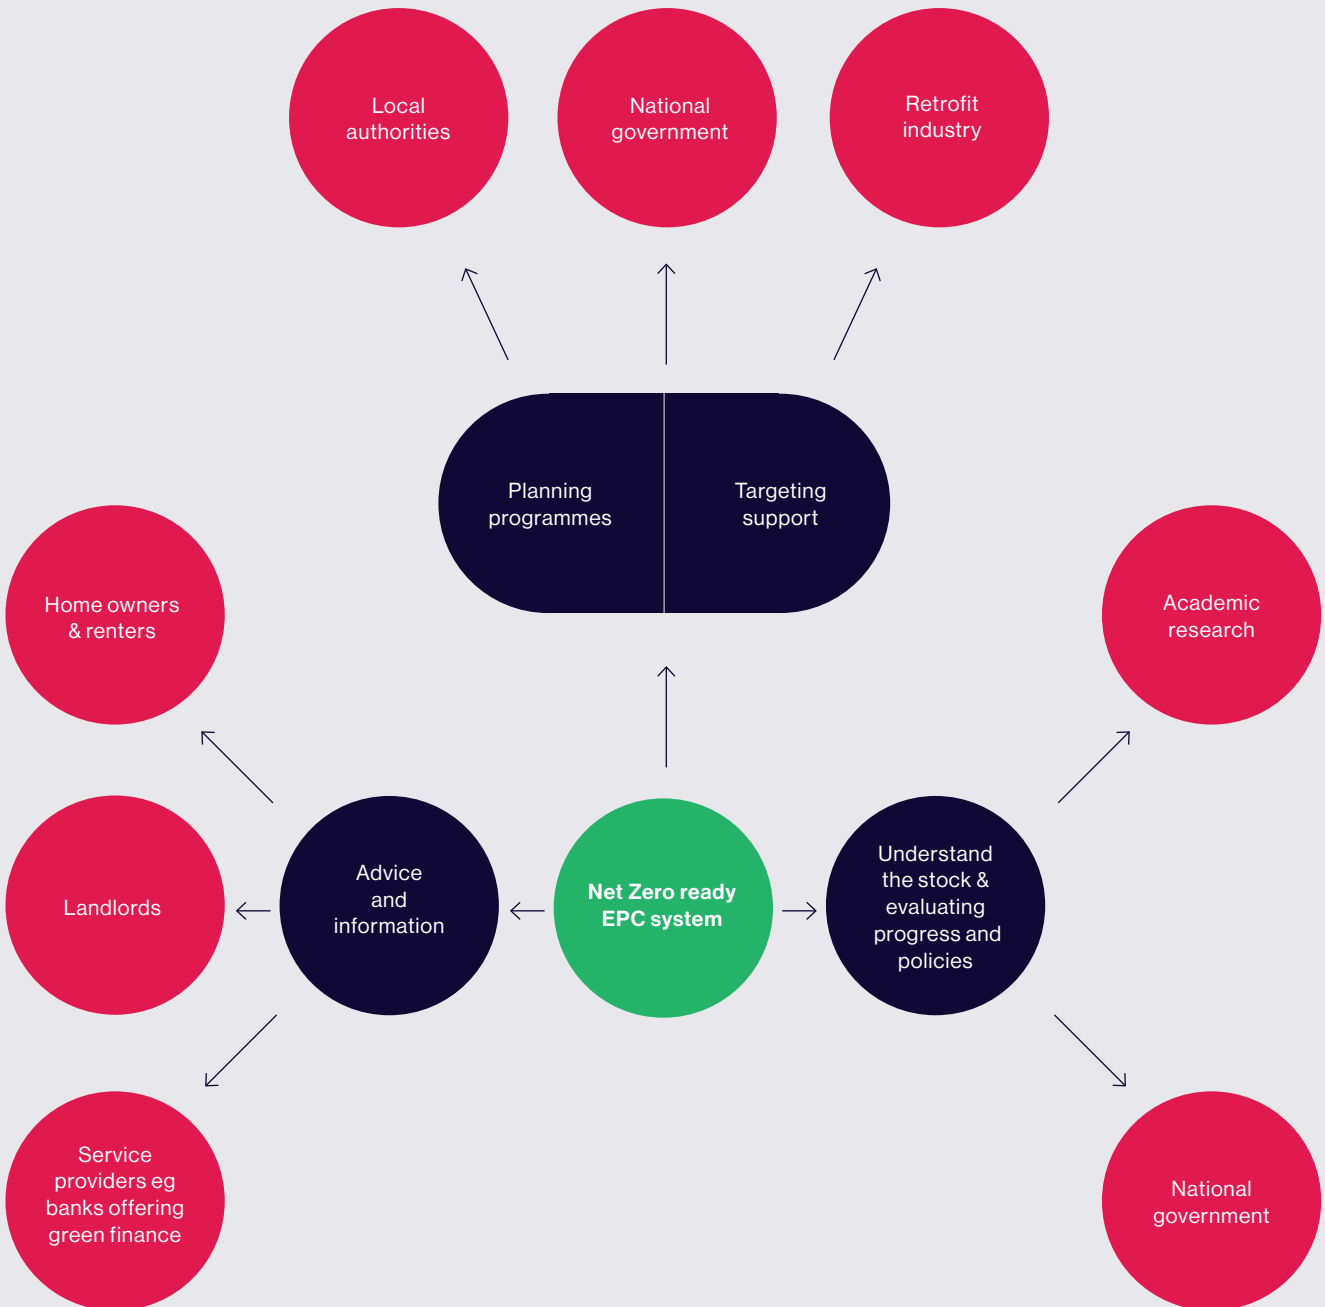 Local
authorities
National
government
Retrofit
industry
Planning
programmes
Targeting
support
Home owners
& renters
Academic
research
Landlords
Advice
and
information
Net Zero ready
EPC system
Understand
the stock &
evaluating
progress and
policies
Service
providers eg
banks offering
green finance
National
government